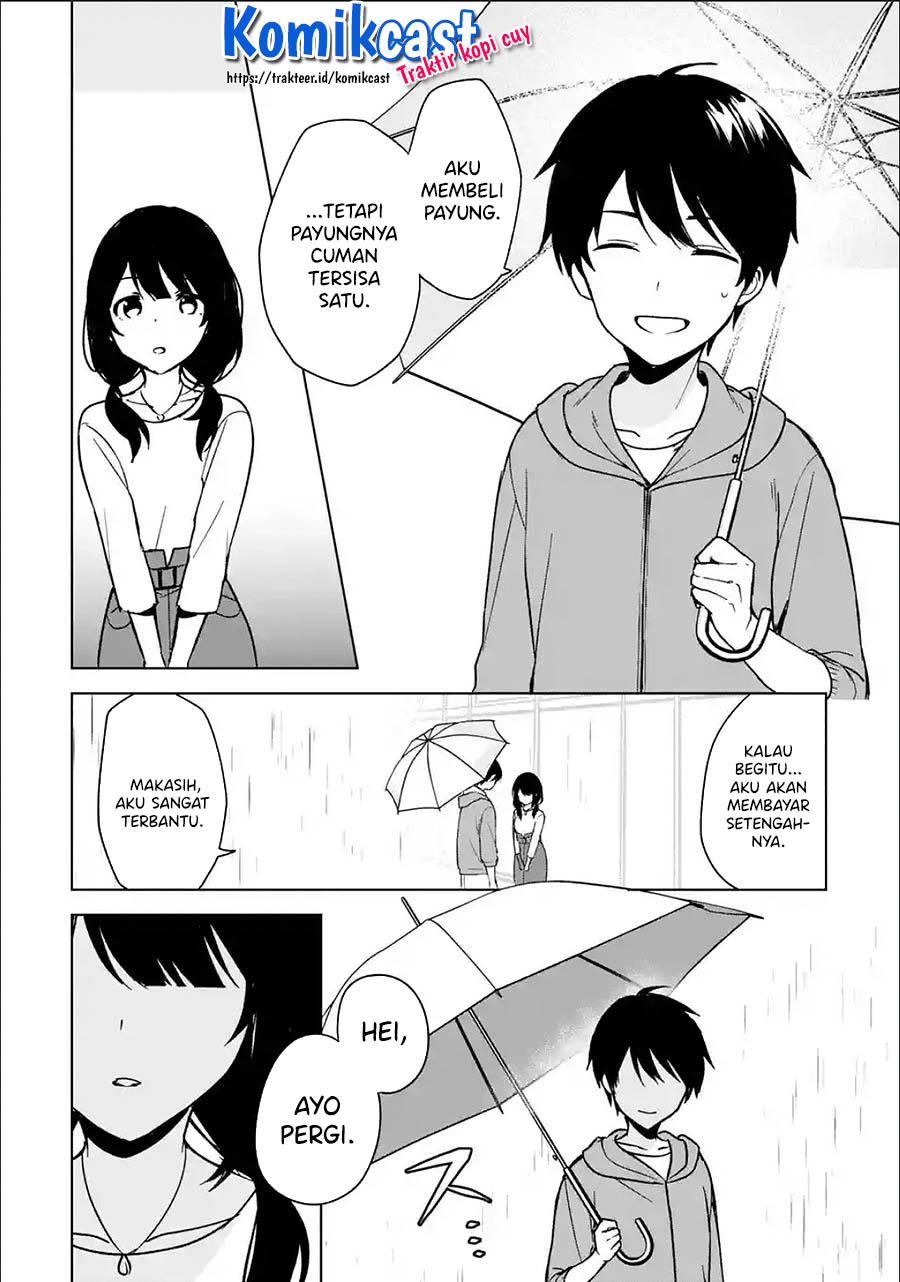 Komikcast
https://trakteer.id/komikcast
Traktir kopi cuy
AKU
MEMBELI
PAYUNG.
...TETAPI
PAYUNGNYA
CUMAN
TERSISA
SATU.
KALAU
BEGITU...
AKU AKAN
MEMBAYAR
SETENGAH-
NYA.
MAKASIH,
AKU SANGAT
TERBANTU.
HEI,
AYO
PERGI.
ス...